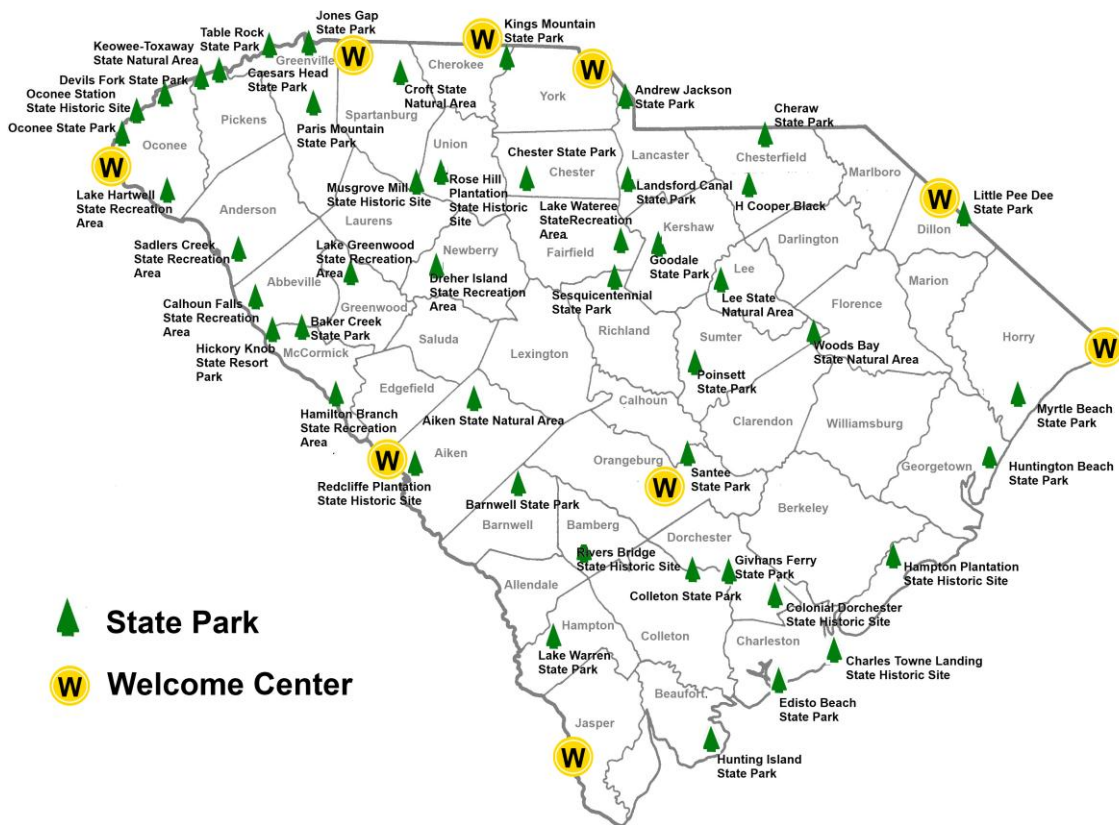 Jones Gap
State Park
Kings Mountain
State Park
Table Rock
State Park
Keowee-Toxaway
State Natural Area
W
W
W
Greenville
Cherokee
Devils Fork State Park
Caesars Head
State Park
Croft State
Natural Area
York
Andrew Jackson
State Park
Oconee Station
State Historic Site
Spartanburg
Cheraw
State Park
Oconee State Park
Pickens
Paris Mountain
State Park
Oconee
Union
Lancaster
Chesterfield
W
Chester State Park
Chester
Marlboro
Musgrove Mill
State Historic Site
Rose Hill
Plantation
State Historic
Site
Landsford Canal
State Park
H Cooper Black
W
Little Pee Dee
State Park
Lake Hartwell
State Recreation
Area
Anderson
Laurens
Lake Wateree
StateRecreation
Area
Dillon
Sadlers Creek
State Recreation
Area
Lake Greenwood
State Recreation
Area
Newberry
Fairfield
Kershaw
Darlington
Goodale
State Park
Lee
Marion
Abbeville
Dreher Island
State Recreation
Area
Sesquicentennial
State Park
Lee State
Natural Area
Florence
Calhoun Falls
State Recreation
Area
Greenwood
Baker Creek
State Park
Richland
Saluda
Sumter
Woods Bay
State Natural Area
Horry
W
Hickory Knob
State Resort
Park
McCormick
Lexington
Poinsett
State Park
Edgefield
Calhoun
Myrtle Beach
State Park
Hamilton Branch
State Recreation
Area
Aiken State Natural Area
Clarendon
Williamsburg
W
Aiken
Orangeburg
Santee
State Park
Georgetown
Huntington Beach
State Park
Redcliffe Plantation
State Historic Site
W
Barnwell State Park
Berkeley
Barnwell
Bamberg
Dorchester
Rivers Bridge
State Historic Site
Givhans Ferry
State Park
Hampton Plantation
State Historic Site
Allendale
Colleton State Park
Colonial Dorchester
State Historic Site
State Park
Hampton
Colleton
Charleston
Lake Warren
State Park
Charles Towne Landing
State Historic Site
W
Welcome Center
Beaufort
Edisto Beach
State Park
Jasper
W
Hunting Island
State Park